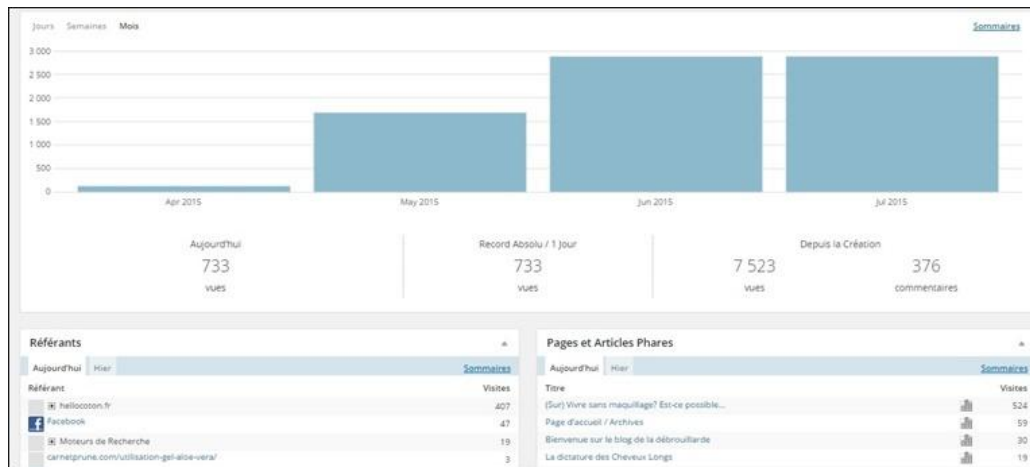 Jours Semaines Mois Sommaires
3 000
2 500
2 000
1 500
1 000
500
0
Apr 2015 May 2015 Jun 2015 Jul 2015
Aujourd'hui Record Absolu / 1 Jour Depuis la Création
733 733 7 523 376
vues vues vues commentaires
Référants
Aujourd'hui Hier Sommaires
Référant Visites
hellocoton.fr 407
Facebook 47
Moteurs de Recherche 19
carnetprune.com/utilisation-gel-aloe-vera/ 3
Pages et Articles Phares
Aujourd'hui Hier Sommaires
Titre Visites
(Sur) Vivre sans maquillage? Est-ce possible... 524
Page d'accueil / Archives 59
Bienvenue sur le blog de la débrouillarde 30
La dictature des Cheveux Longs 19